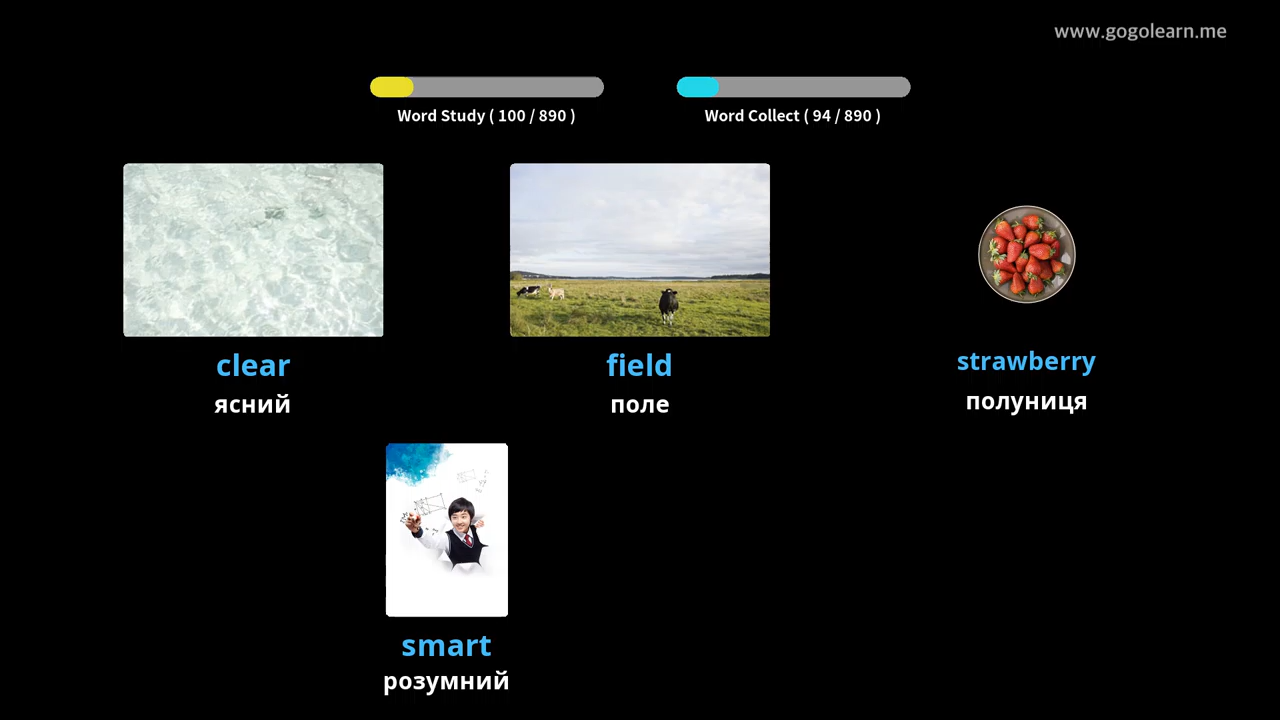 www.gogolearn.me
Word Study ( 100 / 890 )
Word Collect ( 94 / 890 )
clear
ясний
field
поле
strawberry
полуниця
smart
розумний